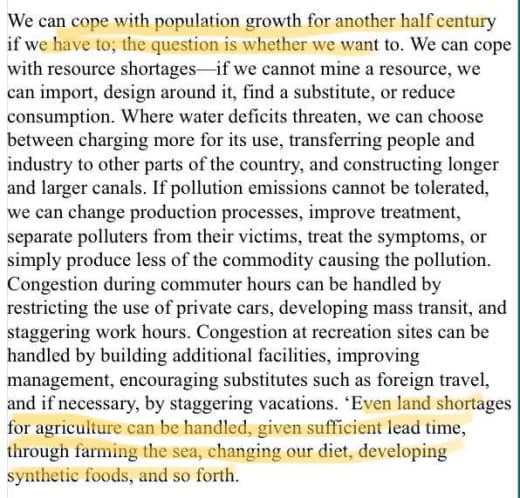 We can cope with population growth for another half century
if we have to; the question is whether we want to. We can cope
with resource shortages—if we cannot mine a resource, we
can import, design around it, find a substitute, or reduce
consumption. Where water deficits threaten, we can choose
between charging more for its use, transferring people and
industry to other parts of the country, and constructing longer
and larger canals. If pollution emissions cannot be tolerated,
we can change production processes, improve treatment,
separate polluters from their victims, treat the symptoms, or
simply produce less of the commodity causing the pollution.
Congestion during commuter hours can be handled by
restricting the use of private cars, developing mass transit, and
staggering work hours. Congestion at recreation sites can be
handled by building additional facilities, improving
management, encouraging substitutes such as foreign travel,
and if necessary, by staggering vacations. ‘Even land shortages
for agriculture can be handled, given sufficient lead time,
through farming the sea, changing our diet, developing
synthetic foods, and so forth.